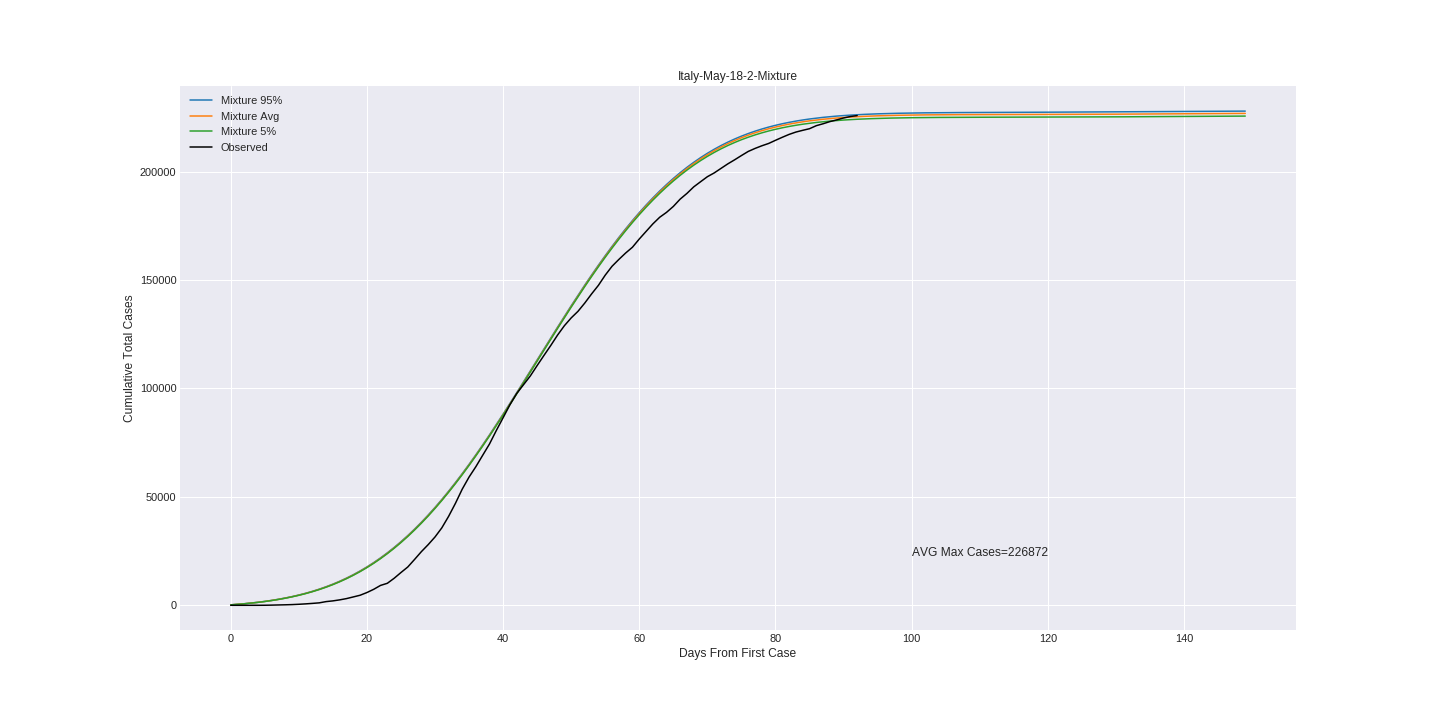 Italy-May-18-2-Mixture
Mixture 95%
Mixture Avg
Mixture 5%
Observed
Cumulative Total Cases
200000
150000
100000
50000
0
AVG Max Cases=226872
0 20 40 60 80 100 120 140
Days From First Case